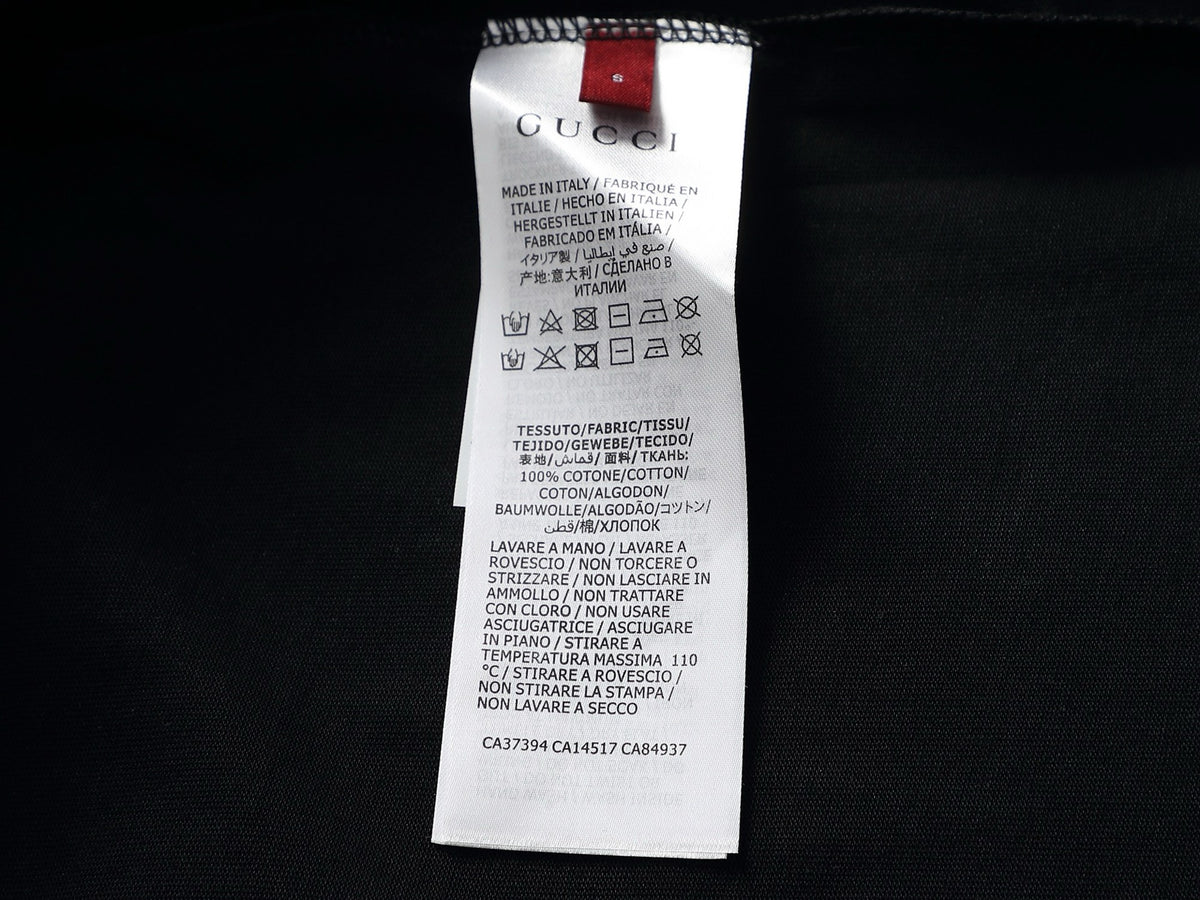 S
GUCCI
MADE IN ITALY / FABRIQUÉ EN
ITALIE / HECHO EN ITALIA /
HERGESTELLT IN ITALIEN /
FABRICADO EM ITÁLIA /
イタリア製 / صنع في إيطاليا /
产地:意大利 / СДЕЛАНО В
ИТАЛИИ
TESSUTO/FABRIC/TISSU/
TEJIDO/GEWEBE/TECIDO/
表地/قماش/面料/ТКАНЬ:
100% COTONE/COTTON/
COTON/ALGODON/
BAUMWOLLE/ALGODÃO/コットン/
قطن/棉/ХЛОПОК
LAVARE A MANO / LAVARE A
ROVESCIO / NON TORCERE O
STRIZZARE / NON LASCIARE IN
AMMOLLO / NON TRATTARE
CON CLORO / NON USARE
ASCIUGATRICE / ASCIUGARE
IN PIANO / STIRARE A
TEMPERATURA MASSIMA 110
°C / STIRARE A ROVESCIO /
NON STIRARE LA STAMPA /
NON LAVARE A SECCO
CA37394 CA14517 CA84937